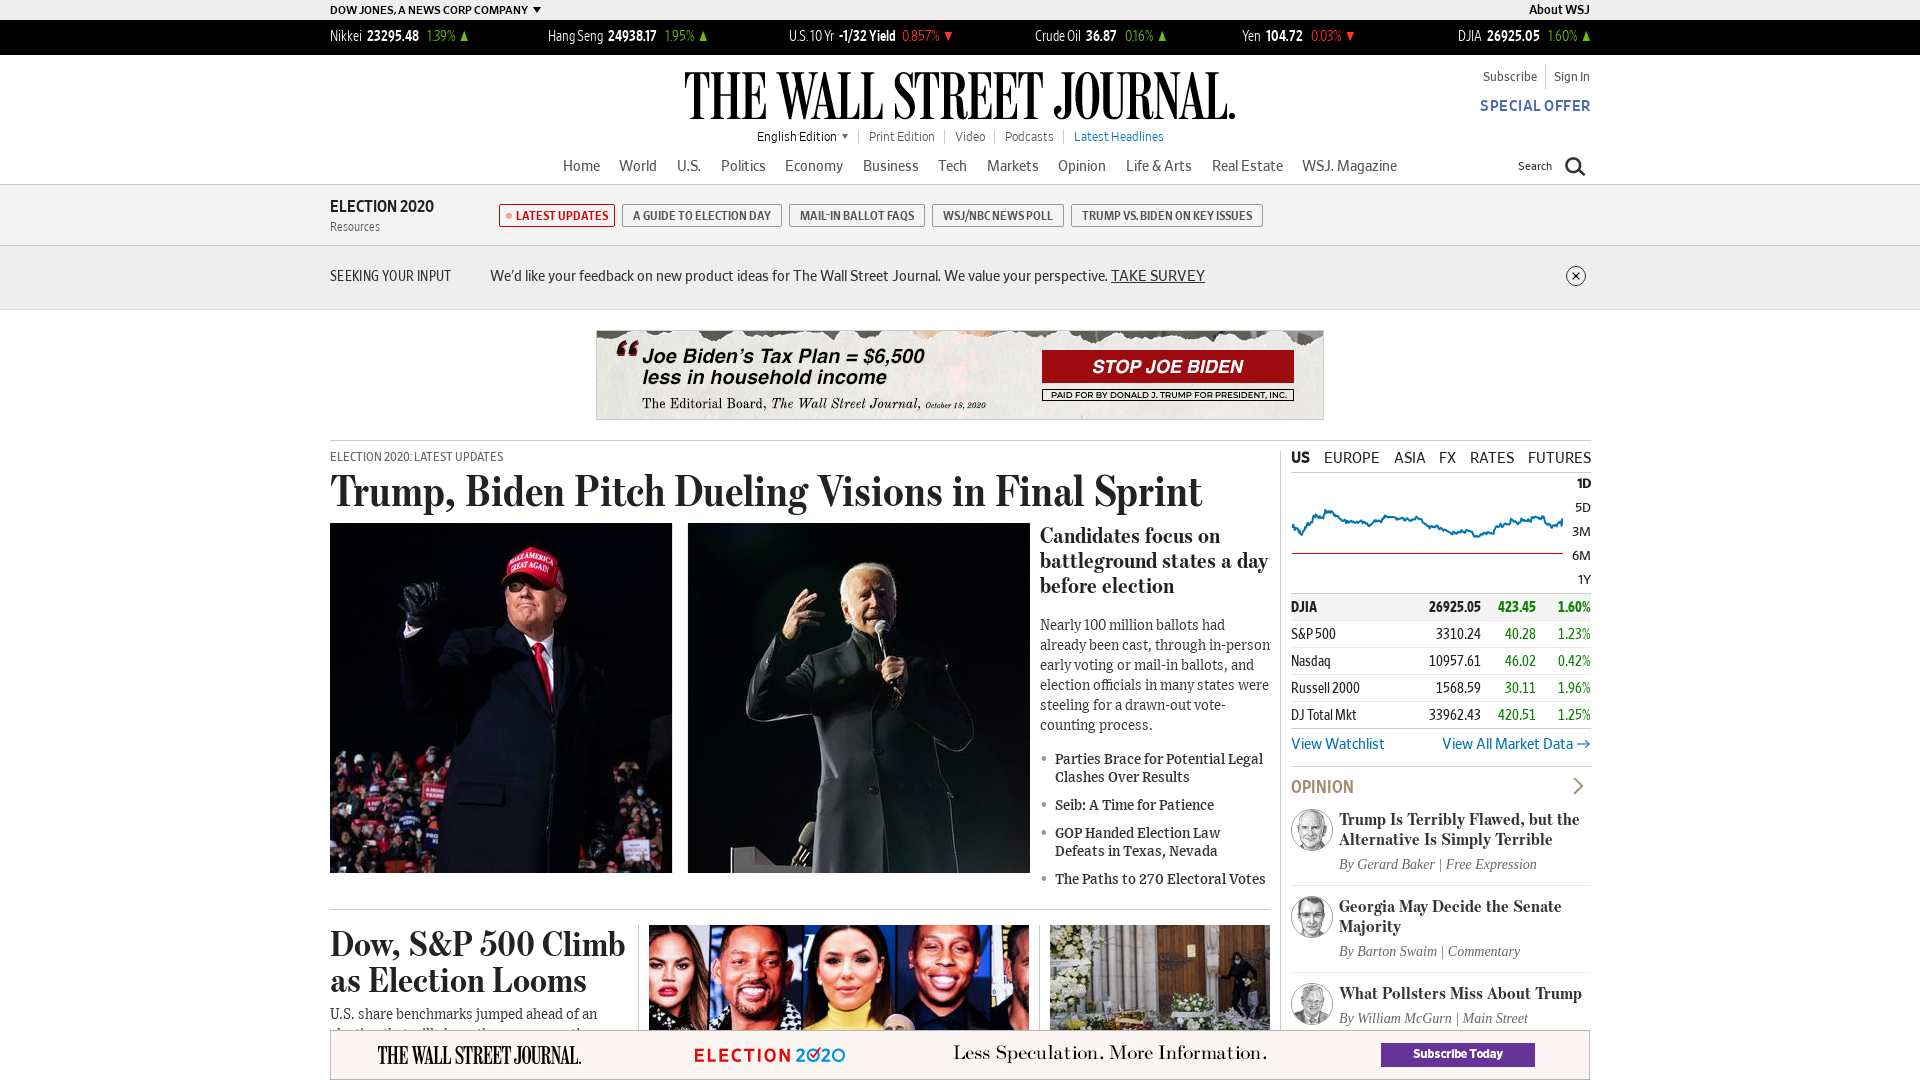 DOW JONES, A NEWS CORP COMPANY
About WSJ
Nikkei 23295.48 1.39%
Hang Seng 24938.17 1.95%
U.S. 10 Yr -1/32 Yield 0.857%
Crude Oil 36.87 0.16%
Yen 104.72 0.03%
DJIA 26925.05 1.60%
THE WALL STREET JOURNAL.
Subscribe Sign In
SPECIAL OFFER
English Edition Print Edition Video Podcasts Latest Headlines
Home World U.S. Politics Economy Business Tech Markets Opinion Life & Arts Real Estate WSJ. Magazine
Search
ELECTION 2020
Resources
LATEST UPDATES
A GUIDE TO ELECTION DAY
MAIL-IN BALLOT FAQS
WSJ/NBC NEWS POLL
TRUMP VS. BIDEN ON KEY ISSUES
SEEKING YOUR INPUT
We’d like your feedback on new product ideas for The Wall Street Journal. We value your perspective. TAKE SURVEY
“Joe Biden’s Tax Plan = $6,500
less in household income
The Editorial Board, The Wall Street Journal, October 18, 2020
STOP JOE BIDEN
PAID FOR BY DONALD J. TRUMP FOR PRESIDENT, INC.
ELECTION 2020: LATEST UPDATES
Trump, Biden Pitch Dueling Visions in Final Sprint
MAKE AMERICA
GREAT AGAIN
Candidates focus on
battleground states a day
before election
Nearly 100 million ballots had
already been cast, through in-person
early voting or mail-in ballots, and
election officials in many states were
steeling for a drawn-out vote-
counting process.
• Parties Brace for Potential Legal
Clashes Over Results
• Seib: A Time for Patience
• GOP Handed Election Law
Defeats in Texas, Nevada
• The Paths to 270 Electoral Votes
US EUROPE ASIA FX RATES FUTURES
1D
5D
3M
6M
1Y
DJIA 26925.05 423.45 1.60%
S&P 500 3310.24 40.28 1.23%
Nasdaq 10957.61 46.02 0.42%
Russell 2000 1568.59 30.11 1.96%
DJ Total Mkt 33962.43 420.51 1.25%
View Watchlist View All Market Data
OPINION
Trump Is Terribly Flawed, but the
Alternative Is Simply Terrible
By Gerard Baker | Free Expression
Georgia May Decide the Senate
Majority
By Barton Swaim | Commentary
What Pollsters Miss About Trump
By William McGurn | Main Street
Dow, S&P 500 Climb
as Election Looms
U.S. share benchmarks jumped ahead of an
THE WALL STREET JOURNAL.
ELECTION 2020
Less Speculation. More Information.
Subscribe Today